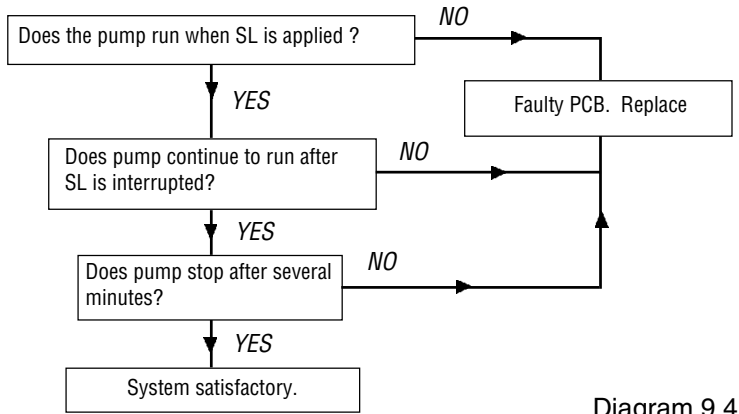 Does the pump run when SL is applied ?
NO
YES
Faulty PCB.  Replace
Does pump continue to run after
SL is interrupted?
NO
YES
Does pump stop after several
minutes?
NO
YES
System satisfactory.
Diagram 9.4